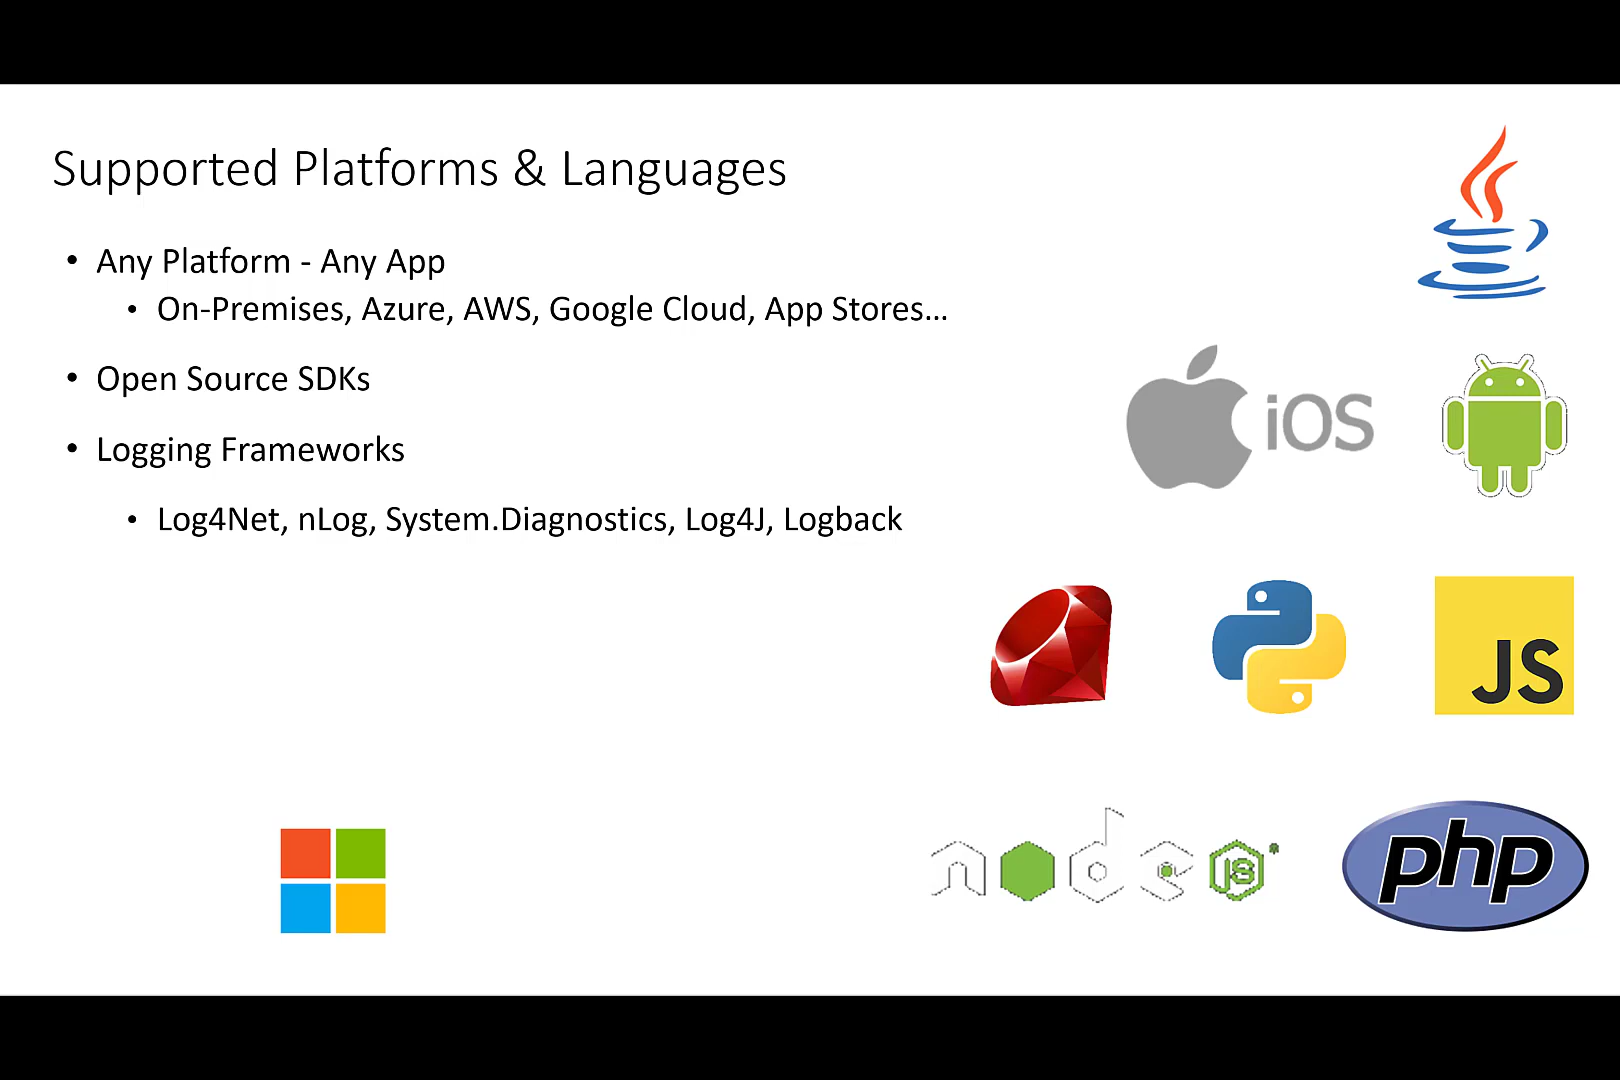 Supported Platforms & Languages
• Any Platform - Any App
• On-Premises, Azure, AWS, Google Cloud, App Stores…
• Open Source SDKs
• Logging Frameworks
• Log4Net, nLog, System.Diagnostics, Log4J, Logback
iOS
JS
node
JS
php